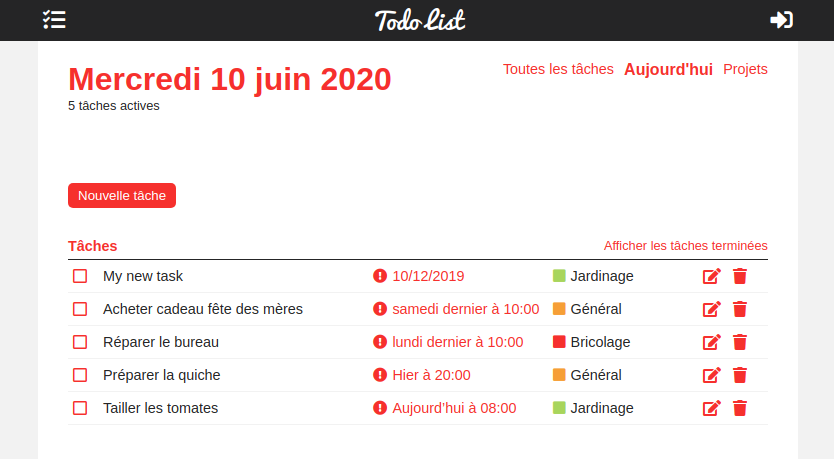 Todo List
Mercredi 10 juin 2020
Toutes les tâches Aujourd'hui Projets
5 tâches actives
Nouvelle tâche
Tâches Afficher les tâches terminées
My new task 10/12/2019 Jardinage
Acheter cadeau fête des mères samedi dernier à 10:00 Général
Réparer le bureau lundi dernier à 10:00 Bricolage
Préparer la quiche Hier à 20:00 Général
Tailler les tomates Aujourd’hui à 08:00 Jardinage